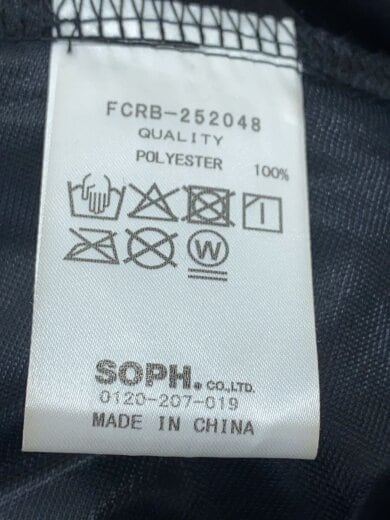 FCRB-252048
QUALITY
POLYESTER 100%
W
SOPH. CO.,LTD.
0120-207-019
MADE IN CHINA